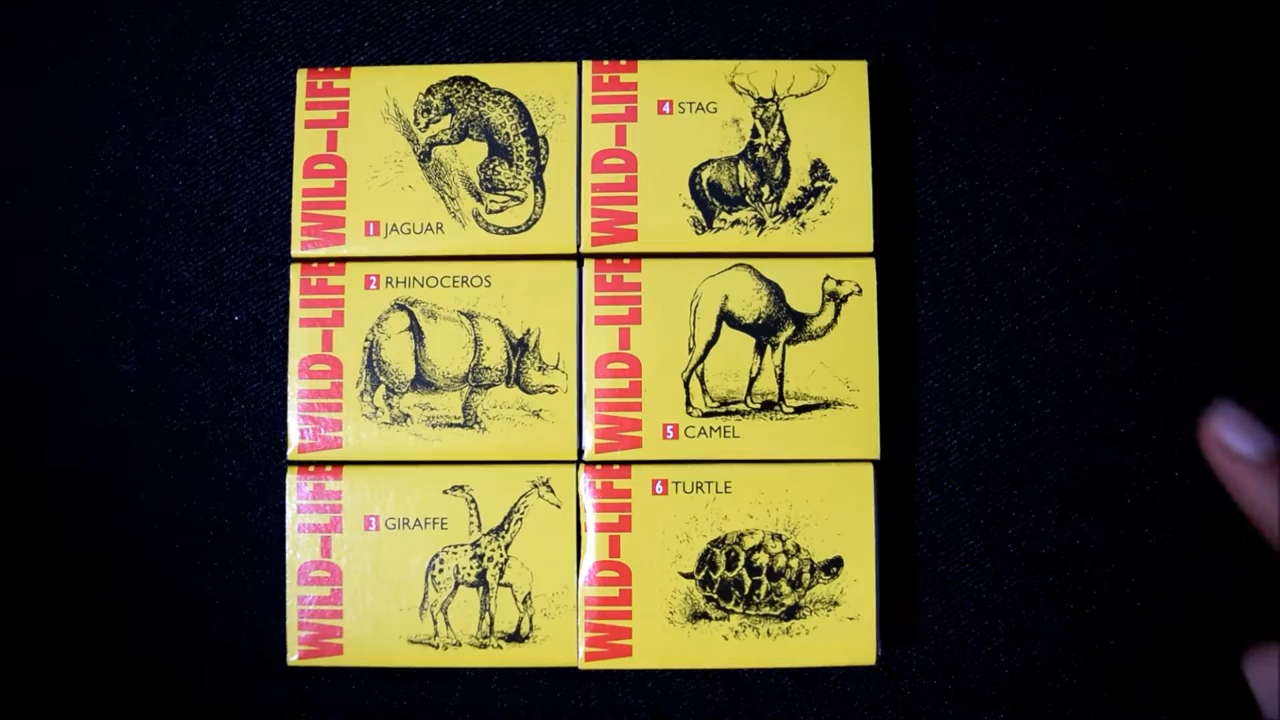 WILD-LIFE
1 JAGUAR
WILD-LIFE
4 STAG
WILD-LIFE
2 RHINOCEROS
WILD-LIFE
5 CAMEL
WILD-LIFE
3 GIRAFFE
WILD-LIFE
6 TURTLE